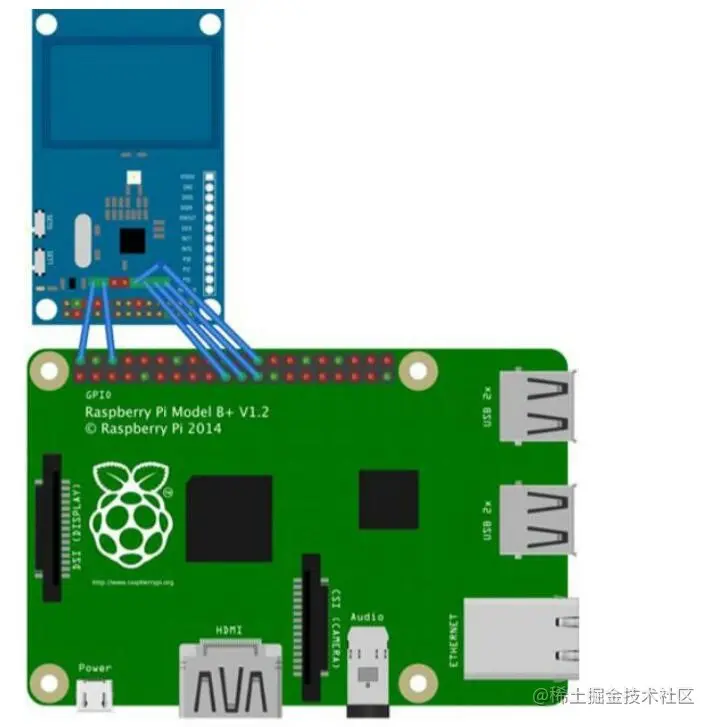 GPIO
Raspberry Pi Model B+ V1.2
© Raspberry Pi 2014
USB 2x
DSI (DISPLAY)
USB 2x
http://www.raspberrypi.org
CSI (CAMERA)
Audio
HDMI
ETHERNET
Power
@稀土掘金技术社区